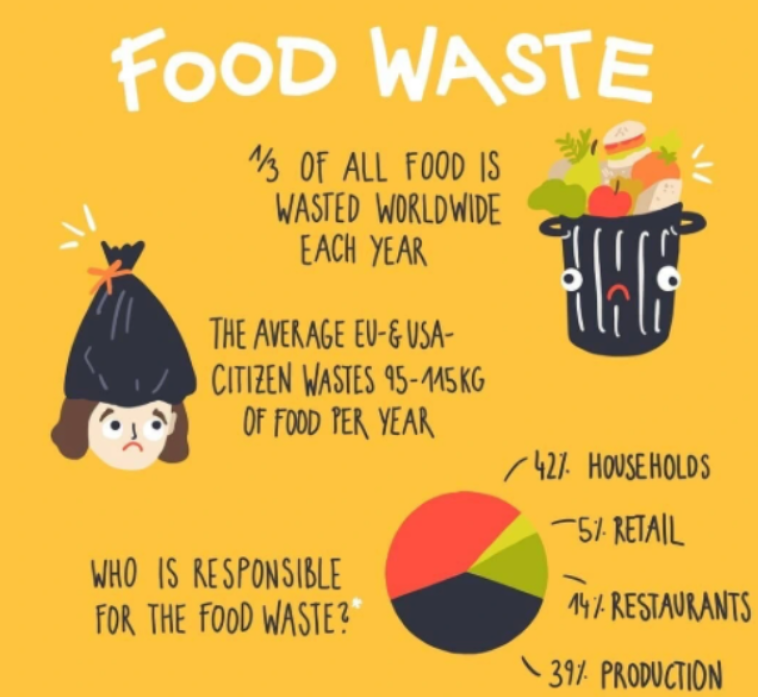 FOOD WASTE
1/3 OF ALL FOOD IS
WASTED WORLDWIDE
EACH YEAR
THE AVERAGE EU-&USA-
CITIZEN WASTES 95-115KG
OF FOOD PER YEAR
42% HOUSEHOLDS
5% RETAIL
14% RESTAURANTS
39% PRODUCTION
WHO IS RESPONSIBLE
FOR THE FOOD WASTE?*